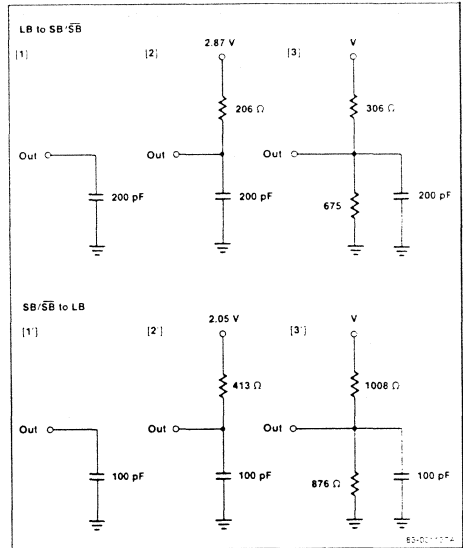 LB to SB/S̅B̅
[1]
[2]
2.87 V
[3]
V
206 Ω
306 Ω
Out
Out
Out
200 pF
200 pF
675
200 pF
SB/S̅B̅ to LB
[1']
[2']
2.05 V
[3']
V
413 Ω
1008 Ω
Out
Out
Out
100 pF
100 pF
876 Ω
100 pF